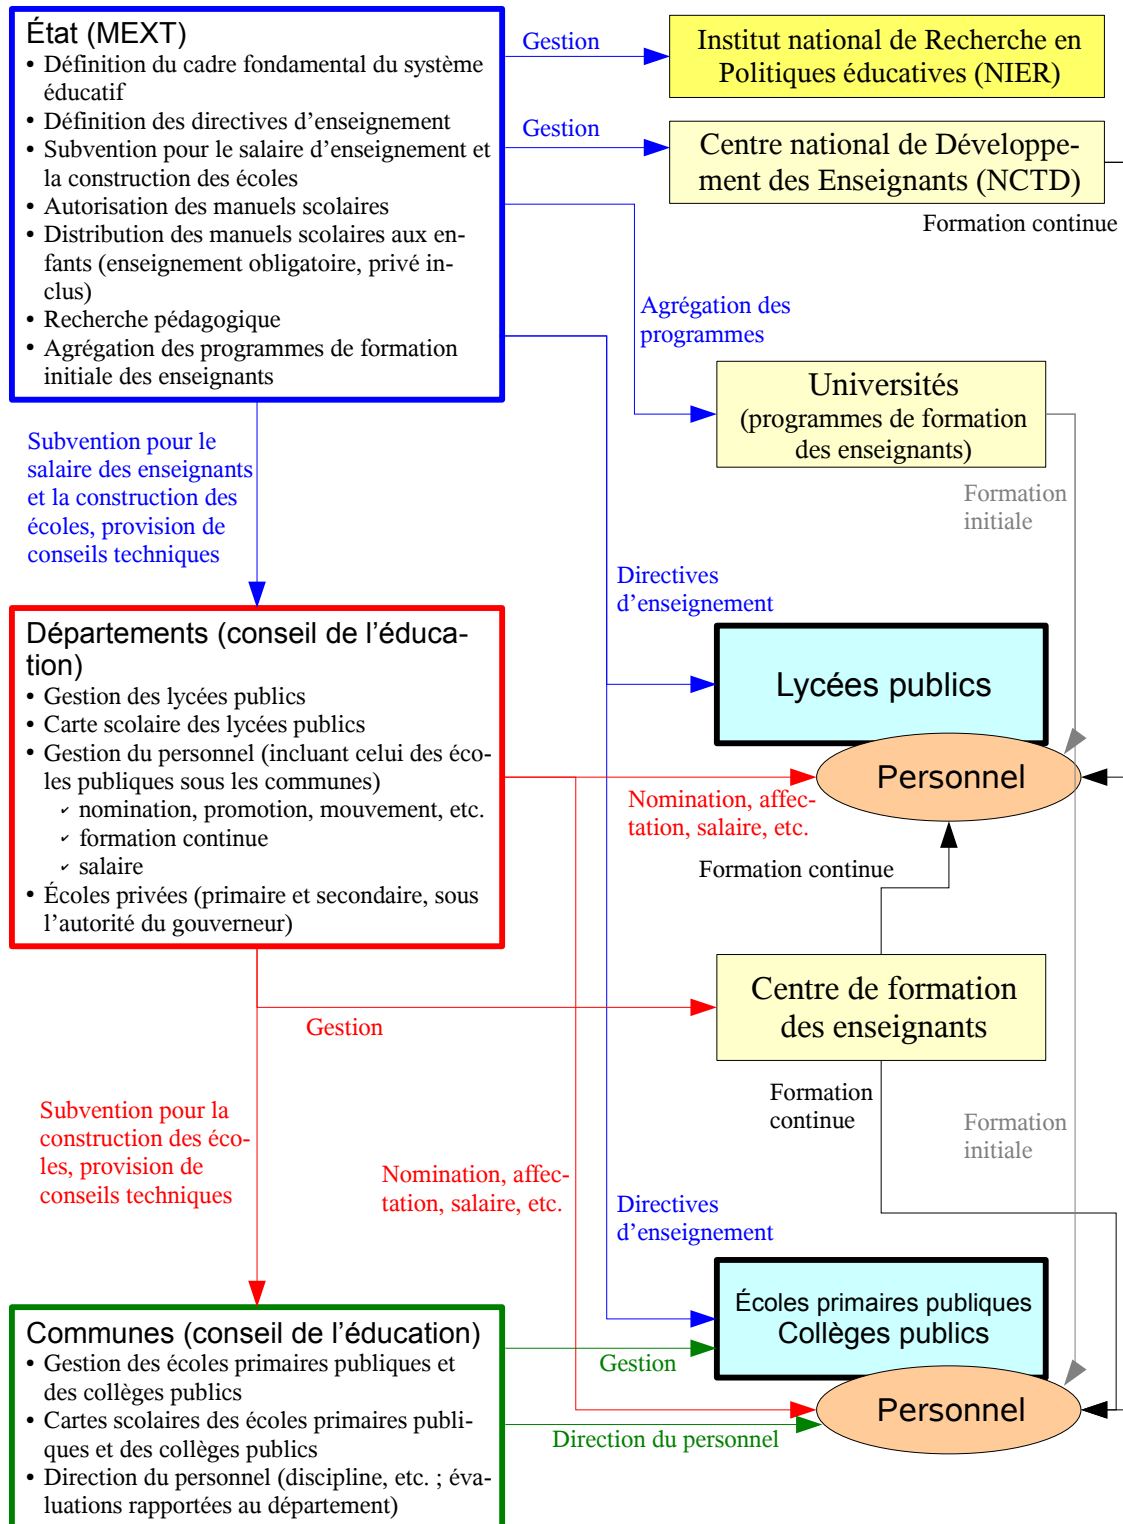 État (MEXT)
• Définition du cadre fondamental du système
éducatif
• Définition des directives d’enseignement
• Subvention pour le salaire d’enseignement et
la construction des écoles
• Autorisation des manuels scolaires
• Distribution des manuels scolaires aux en-
fants (enseignement obligatoire, privé in-
clus)
• Recherche pédagogique
• Agrégation des programmes de formation
initiale des enseignants
Gestion
Institut national de Recherche en
Politiques éducatives (NIER)
Gestion
Centre national de Développe-
ment des Enseignants (NCTD)
Formation continue
Agrégation des
programmes
Universités
(programmes de formation
des enseignants)
Formation
initiale
Subvention pour le
salaire des enseignants
et la construction des
écoles, provision de
conseils techniques
Directives
d’enseignement
Départements (conseil de l’éduca-
tion)
• Gestion des lycées publics
• Carte scolaire des lycées publics
• Gestion du personnel (incluant celui des éco-
les publiques sous les communes)
✓ nomination, promotion, mouvement, etc.
✓ formation continue
✓ salaire
• Écoles privées (primaire et secondaire, sous
l’autorité du gouverneur)
Lycées publics
Personnel
Nomination, affec-
tation, salaire, etc.
Formation continue
Gestion
Centre de formation
des enseignants
Formation
continue
Formation
initiale
Subvention pour la
construction des éco-
les, provision de
conseils techniques
Nomination, affec-
tation, salaire, etc.
Directives
d’enseignement
Communes (conseil de l’éducation)
• Gestion des écoles primaires publiques et
des collèges publics
• Cartes scolaires des écoles primaires publi-
ques et des collèges publics
• Direction du personnel (discipline, etc. ; éva-
luations rapportées au département)
Gestion
Écoles primaires publiques
Collèges publics
Personnel
Direction du personnel